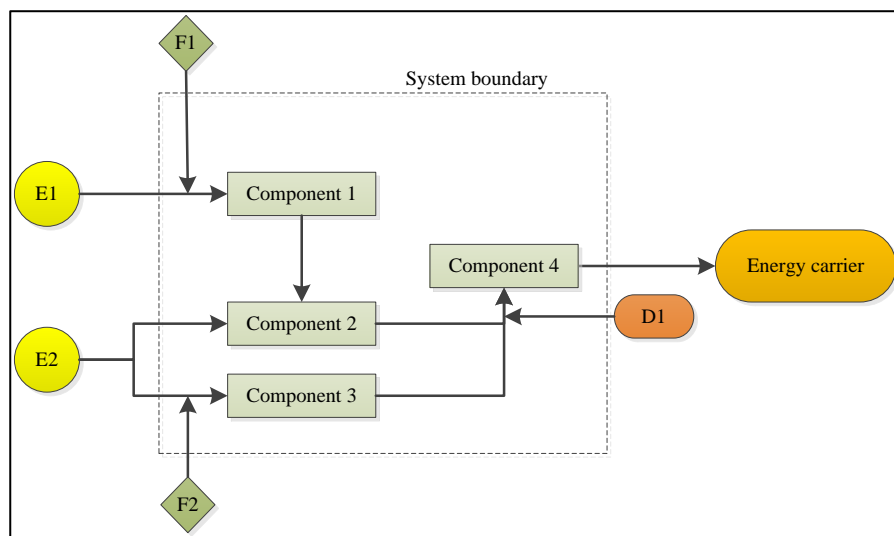 F1
System boundary
E1
Component 1
Component 4
Energy carrier
Component 2
D1
E2
Component 3
F2